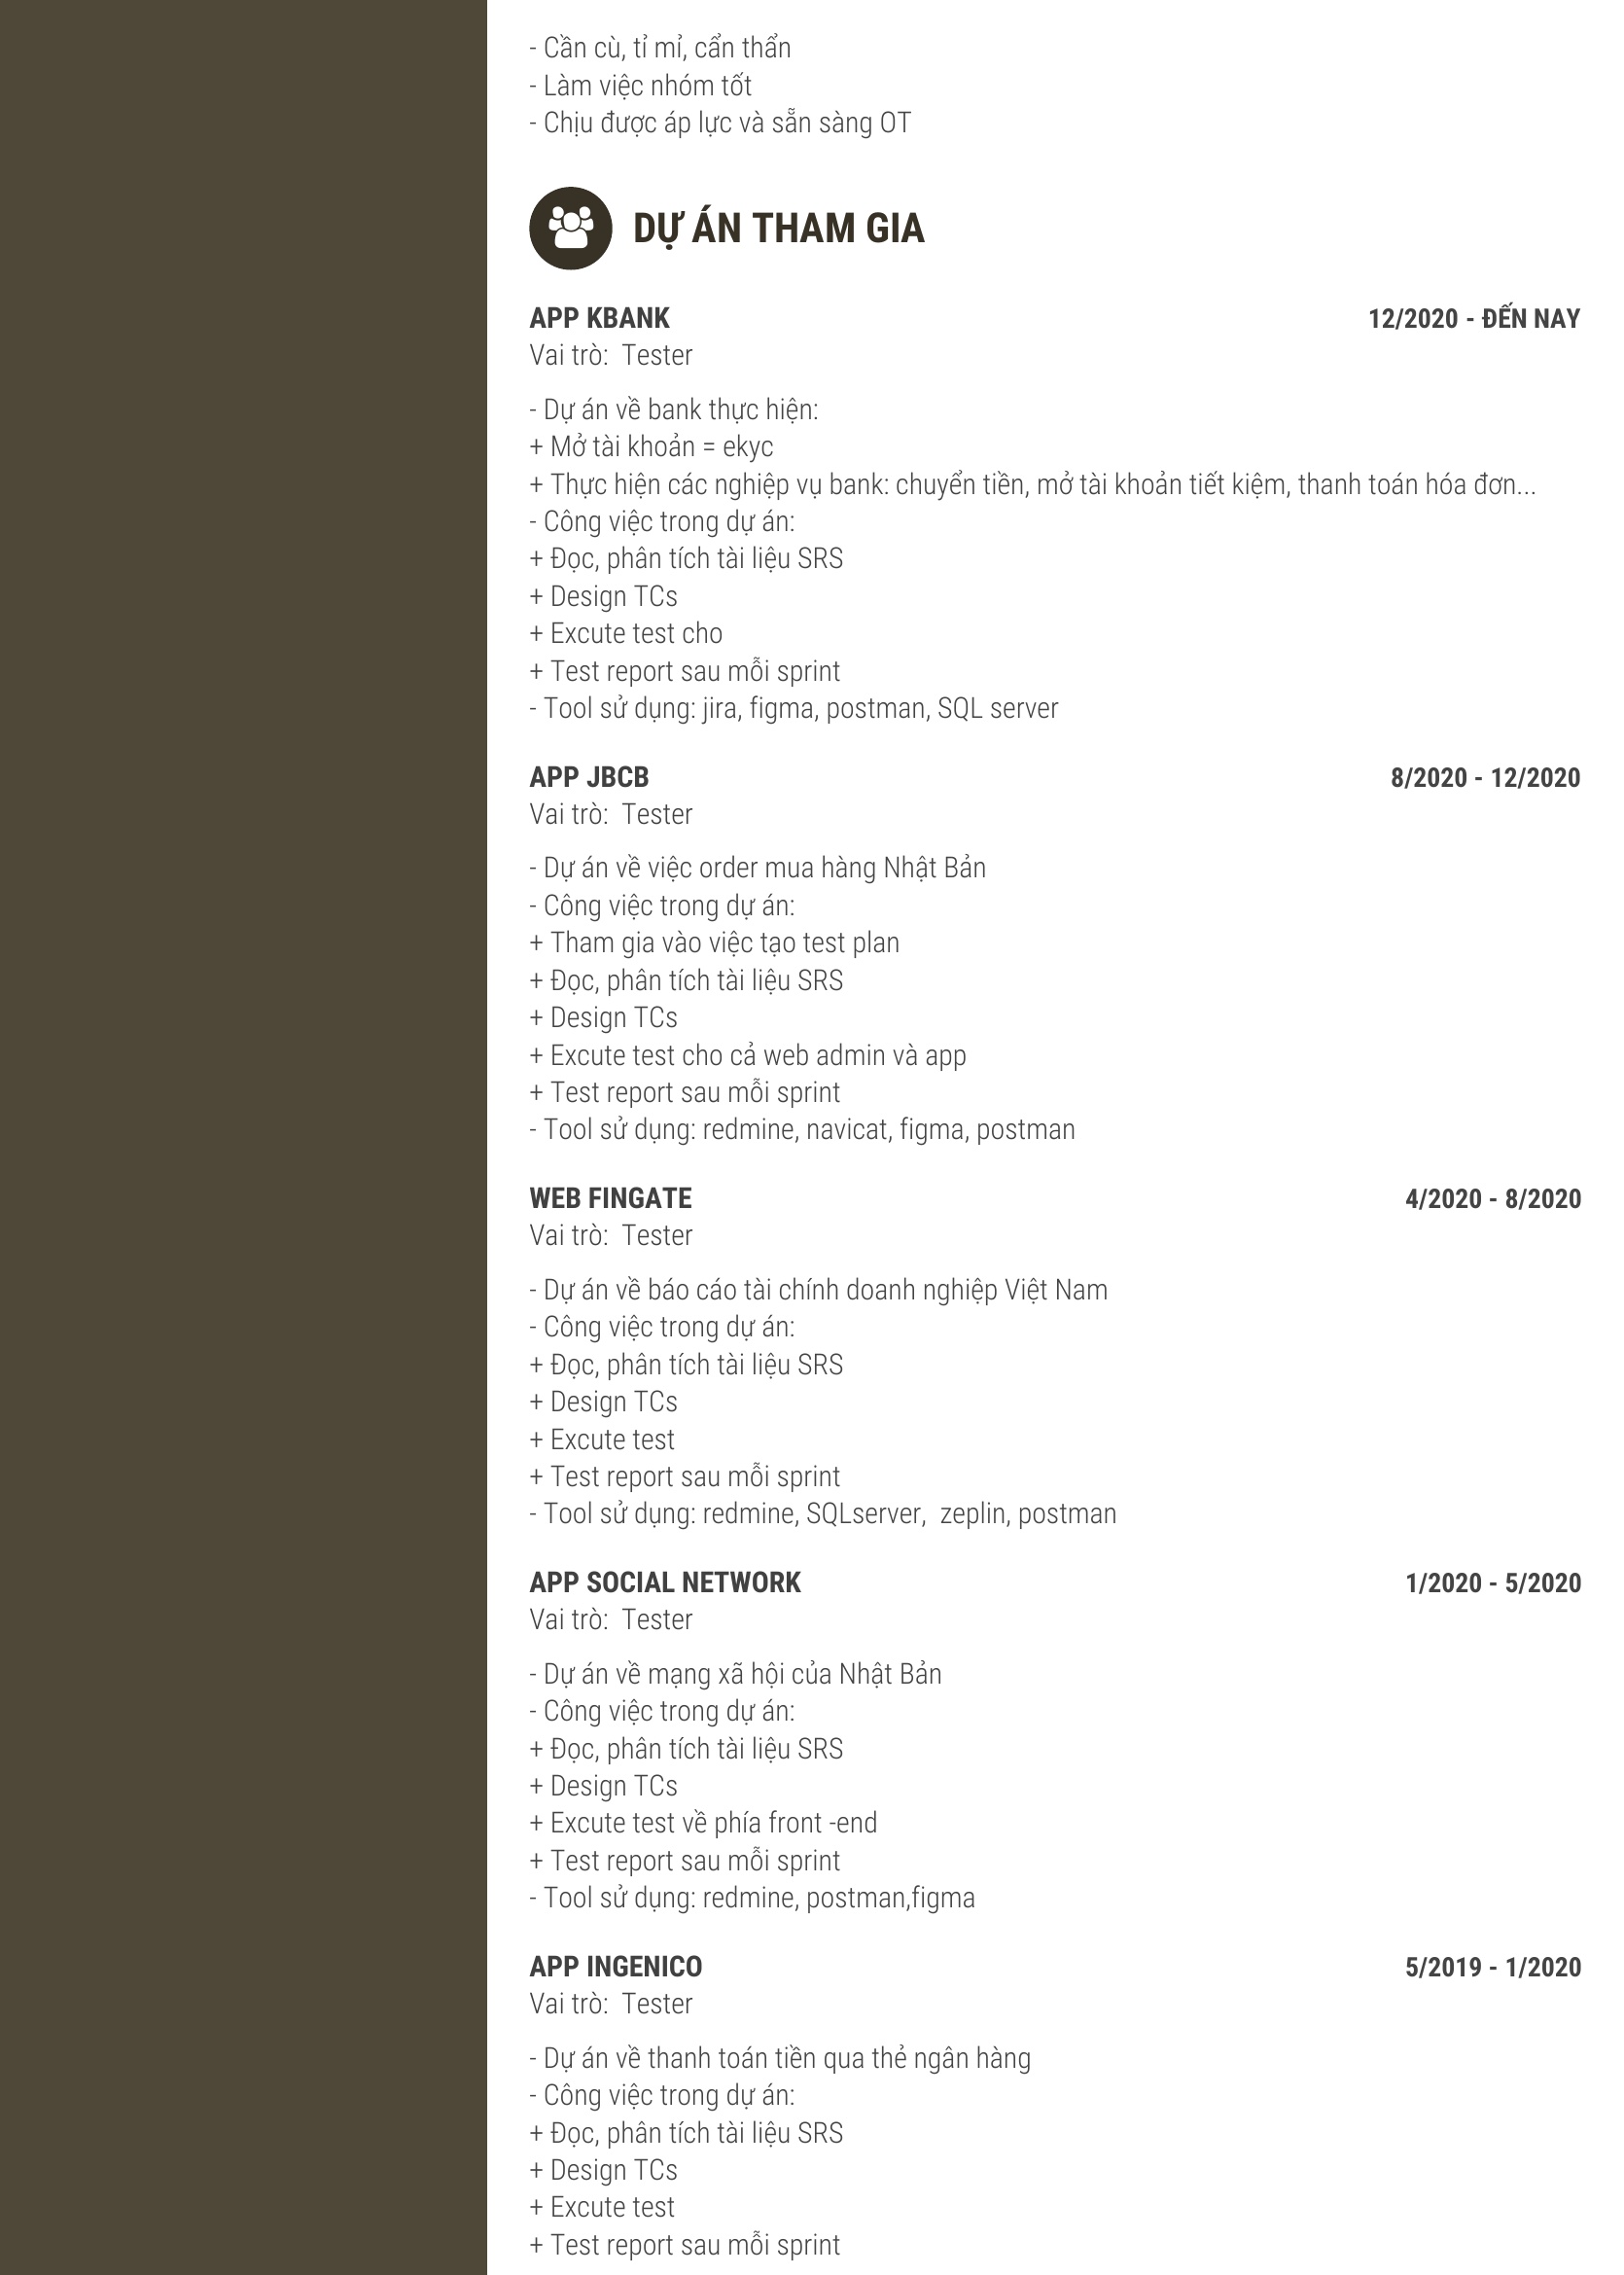 - Cần cù, tỉ mỉ, cẩn thẩn
- Làm việc nhóm tốt
- Chịu được áp lực và sẵn sàng OT
DỰ ÁN THAM GIA
APP KBANK 12/2020 - ĐẾN NAY
Vai trò: Tester
- Dự án về bank thực hiện:
+ Mở tài khoản = ekyc
+ Thực hiện các nghiệp vụ bank: chuyển tiền, mở tài khoản tiết kiệm, thanh toán hóa đơn...
- Công việc trong dự án:
+ Đọc, phân tích tài liệu SRS
+ Design TCs
+ Excute test cho
+ Test report sau mỗi sprint
- Tool sử dụng: jira, figma, postman, SQL server
APP JBCB 8/2020 - 12/2020
Vai trò: Tester
- Dự án về việc order mua hàng Nhật Bản
- Công việc trong dự án:
+ Tham gia vào việc tạo test plan
+ Đọc, phân tích tài liệu SRS
+ Design TCs
+ Excute test cho cả web admin và app
+ Test report sau mỗi sprint
- Tool sử dụng: redmine, navicat, figma, postman
WEB FINGATE 4/2020 - 8/2020
Vai trò: Tester
- Dự án về báo cáo tài chính doanh nghiệp Việt Nam
- Công việc trong dự án:
+ Đọc, phân tích tài liệu SRS
+ Design TCs
+ Excute test
+ Test report sau mỗi sprint
- Tool sử dụng: redmine, SQLserver, zeplin, postman
APP SOCIAL NETWORK 1/2020 - 5/2020
Vai trò: Tester
- Dự án về mạng xã hội của Nhật Bản
- Công việc trong dự án:
+ Đọc, phân tích tài liệu SRS
+ Design TCs
+ Excute test về phía front -end
+ Test report sau mỗi sprint
- Tool sử dụng: redmine, postman,figma
APP INGENICO 5/2019 - 1/2020
Vai trò: Tester
- Dự án về thanh toán tiền qua thẻ ngân hàng
- Công việc trong dự án:
+ Đọc, phân tích tài liệu SRS
+ Design TCs
+ Excute test
+ Test report sau mỗi sprint